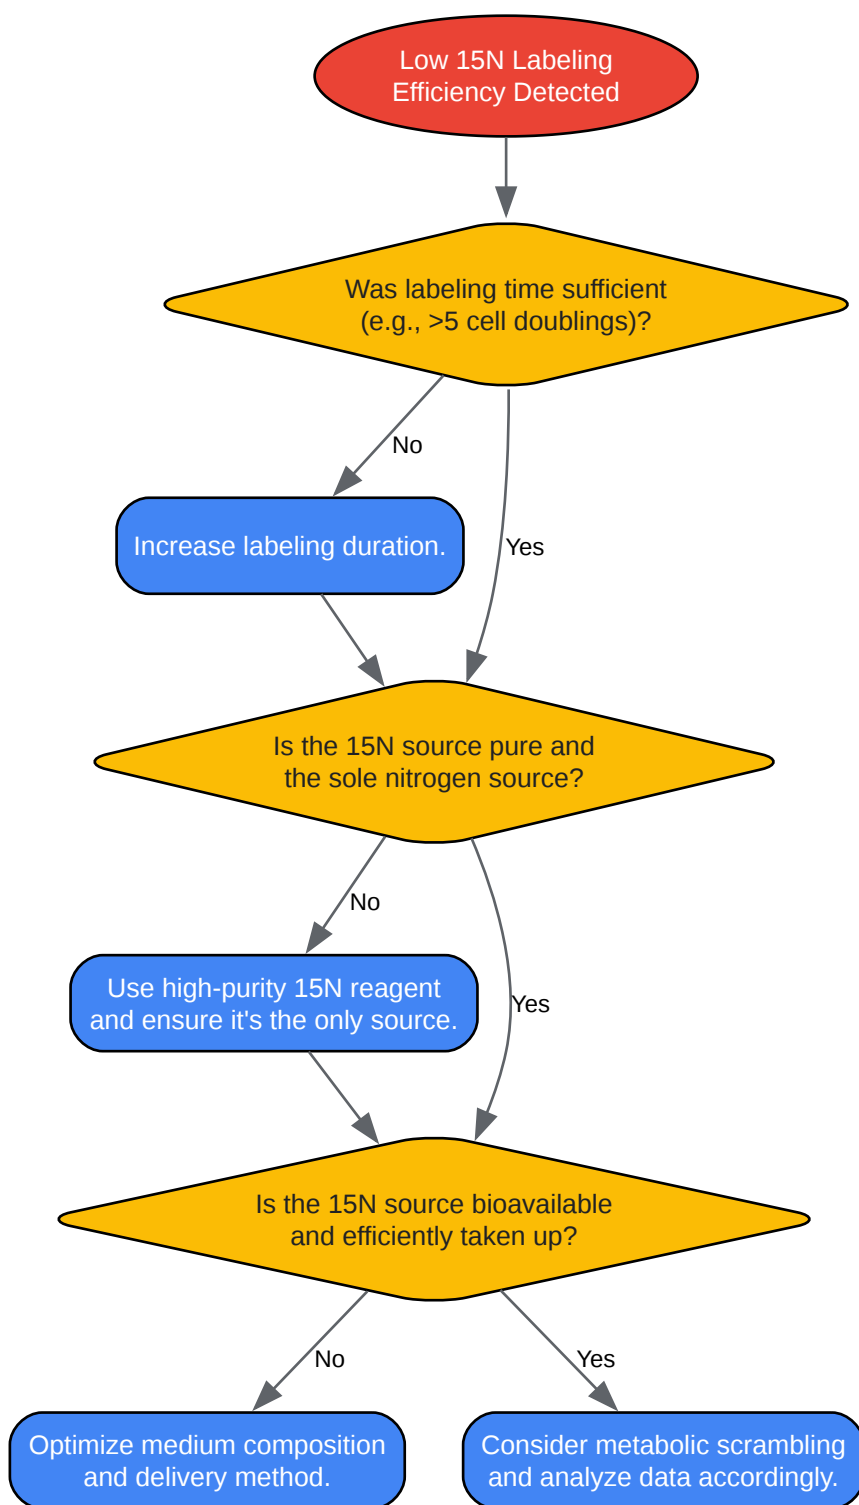 Low 15N Labeling
Efficiency Detected
Was labeling time sufficient
(e.g., >5 cell doublings)?
No
Yes
Increase labeling duration.
Is the 15N source pure and
the sole nitrogen source?
No
Yes
Use high-purity 15N reagent
and ensure it's the only source.
Is the 15N source bioavailable
and efficiently taken up?
No
Yes
Optimize medium composition
and delivery method.
Consider metabolic scrambling
and analyze data accordingly.